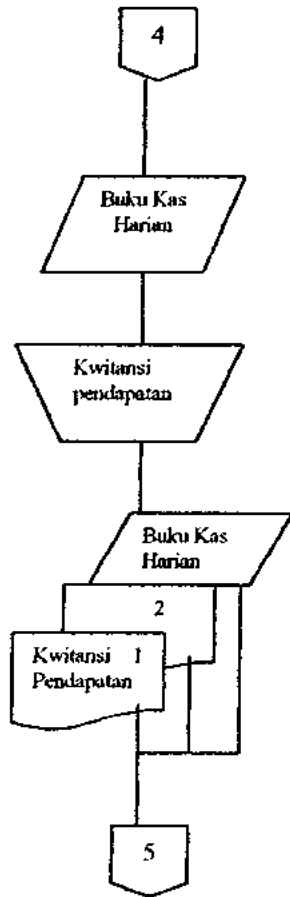 4
Buku Kas
Harian
Kwitansi
pendapatan
Buku Kas
Harian
2
Kwitansi 1
Pendapatan
5